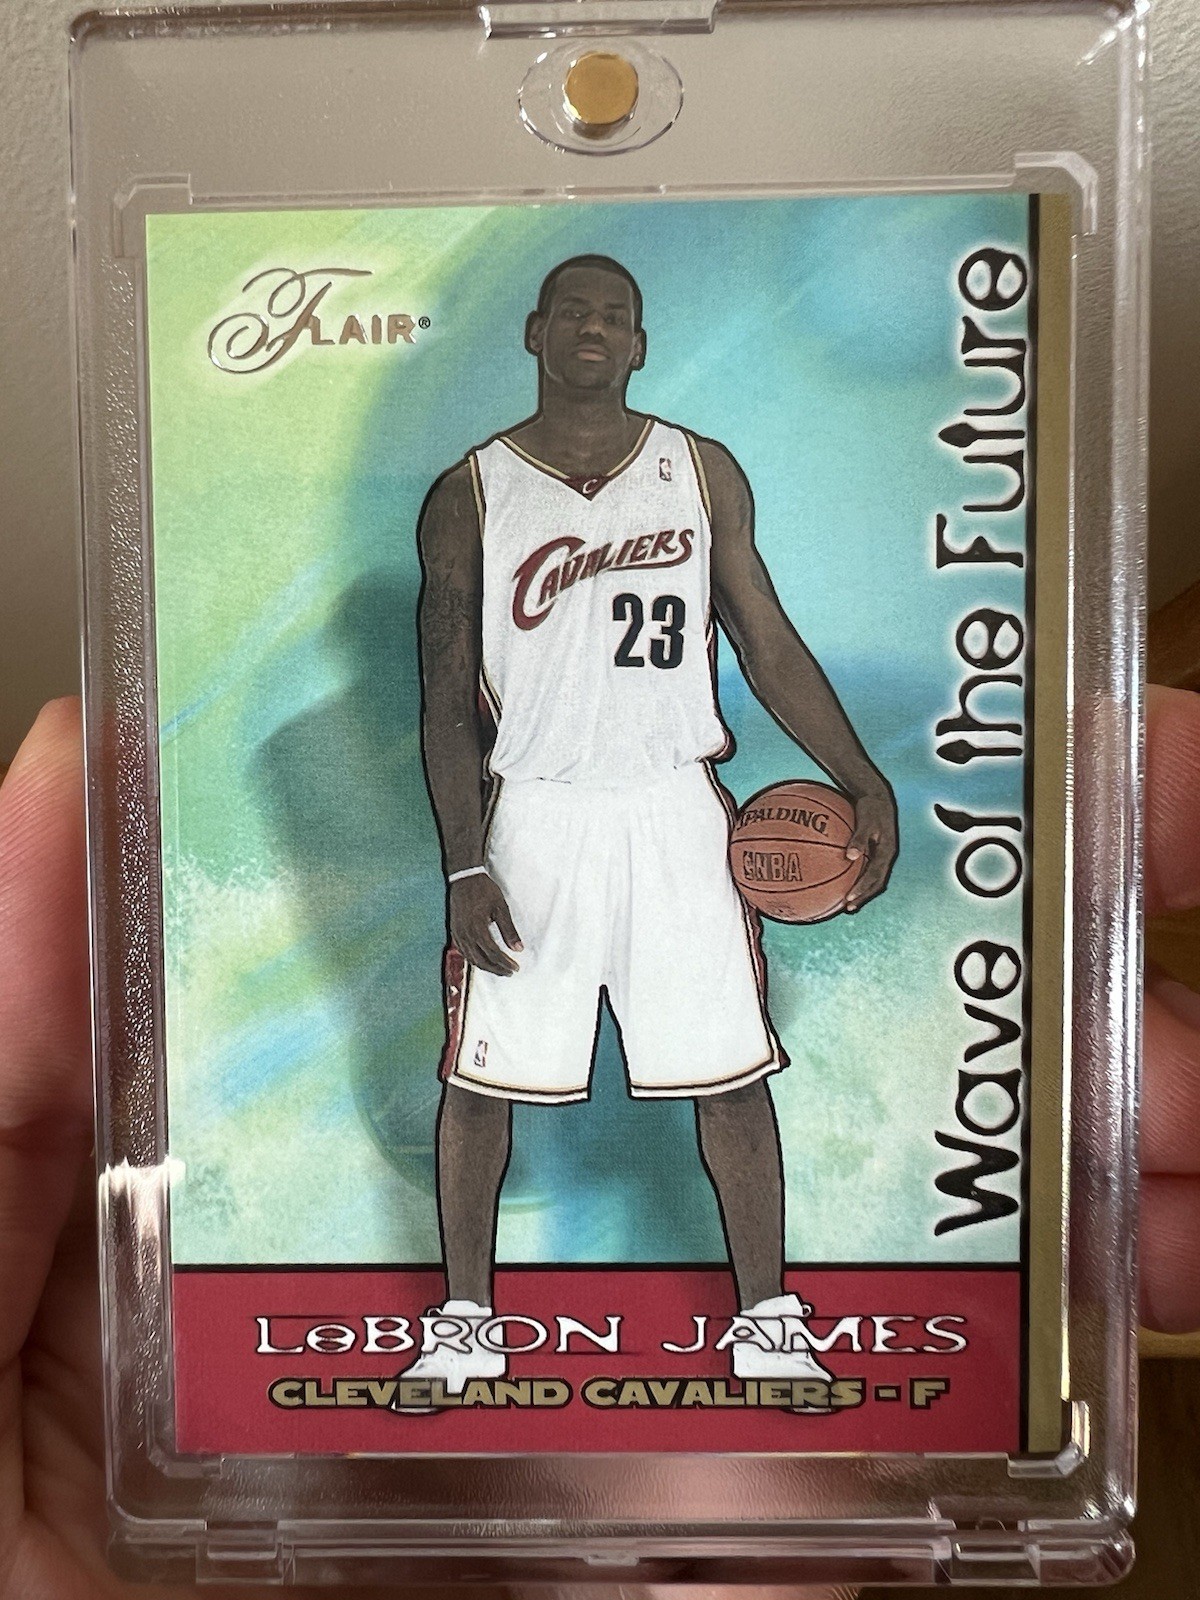 FLAIR®
Wave of the Future
C
CAVALIERS
23
SPALDING
NBA
LeBRON JAMES
CLEVELAND CAVALIERS - F